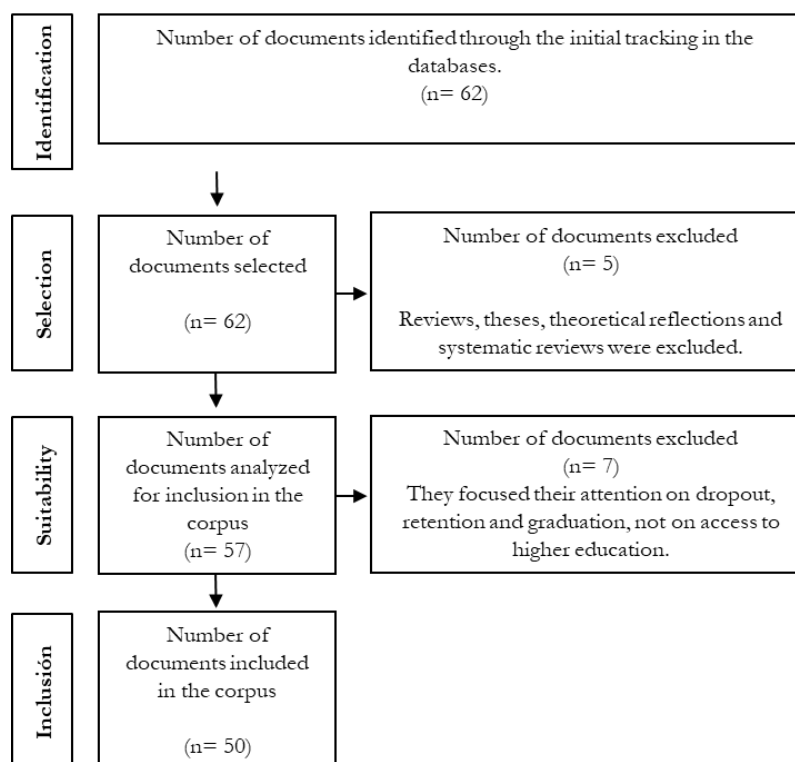 Identification
Number of documents identified through the initial tracking in the
databases.
(n= 62)
Selection
Number of
documents selected
(n= 62)
Number of documents excluded
(n= 5)
Reviews, theses, theoretical reflections and
systematic reviews were excluded.
Suitability
Number of
documents analyzed
for inclusion in the
corpus
(n= 57)
Number of documents excluded
(n= 7)
They focused their attention on dropout,
retention and graduation, not on access to
higher education.
Inclusión
Number of
documents included
in the corpus
(n= 50)